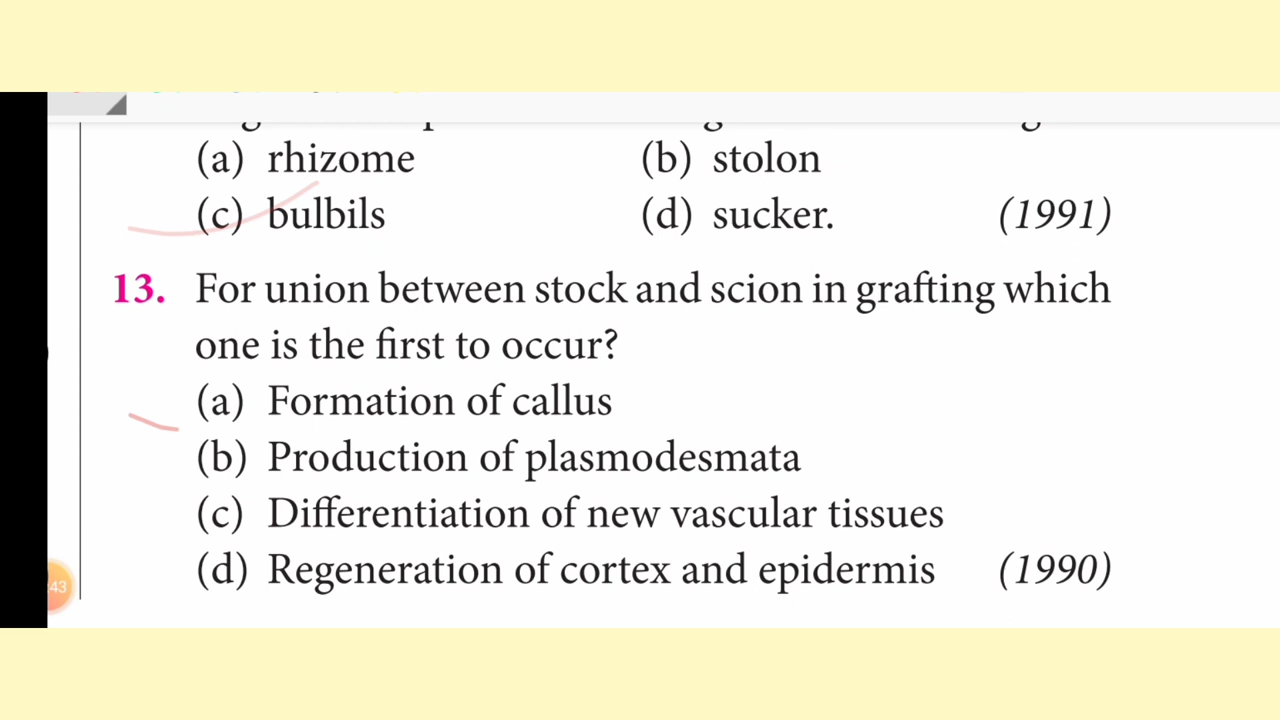 (a) rhizome (b) stolon
(c) bulbils (d) sucker. (1991)
13. For union between stock and scion in grafting which
one is the first to occur?
(a) Formation of callus
(b) Production of plasmodesmata
(c) Differentiation of new vascular tissues
(d) Regeneration of cortex and epidermis (1990)
43